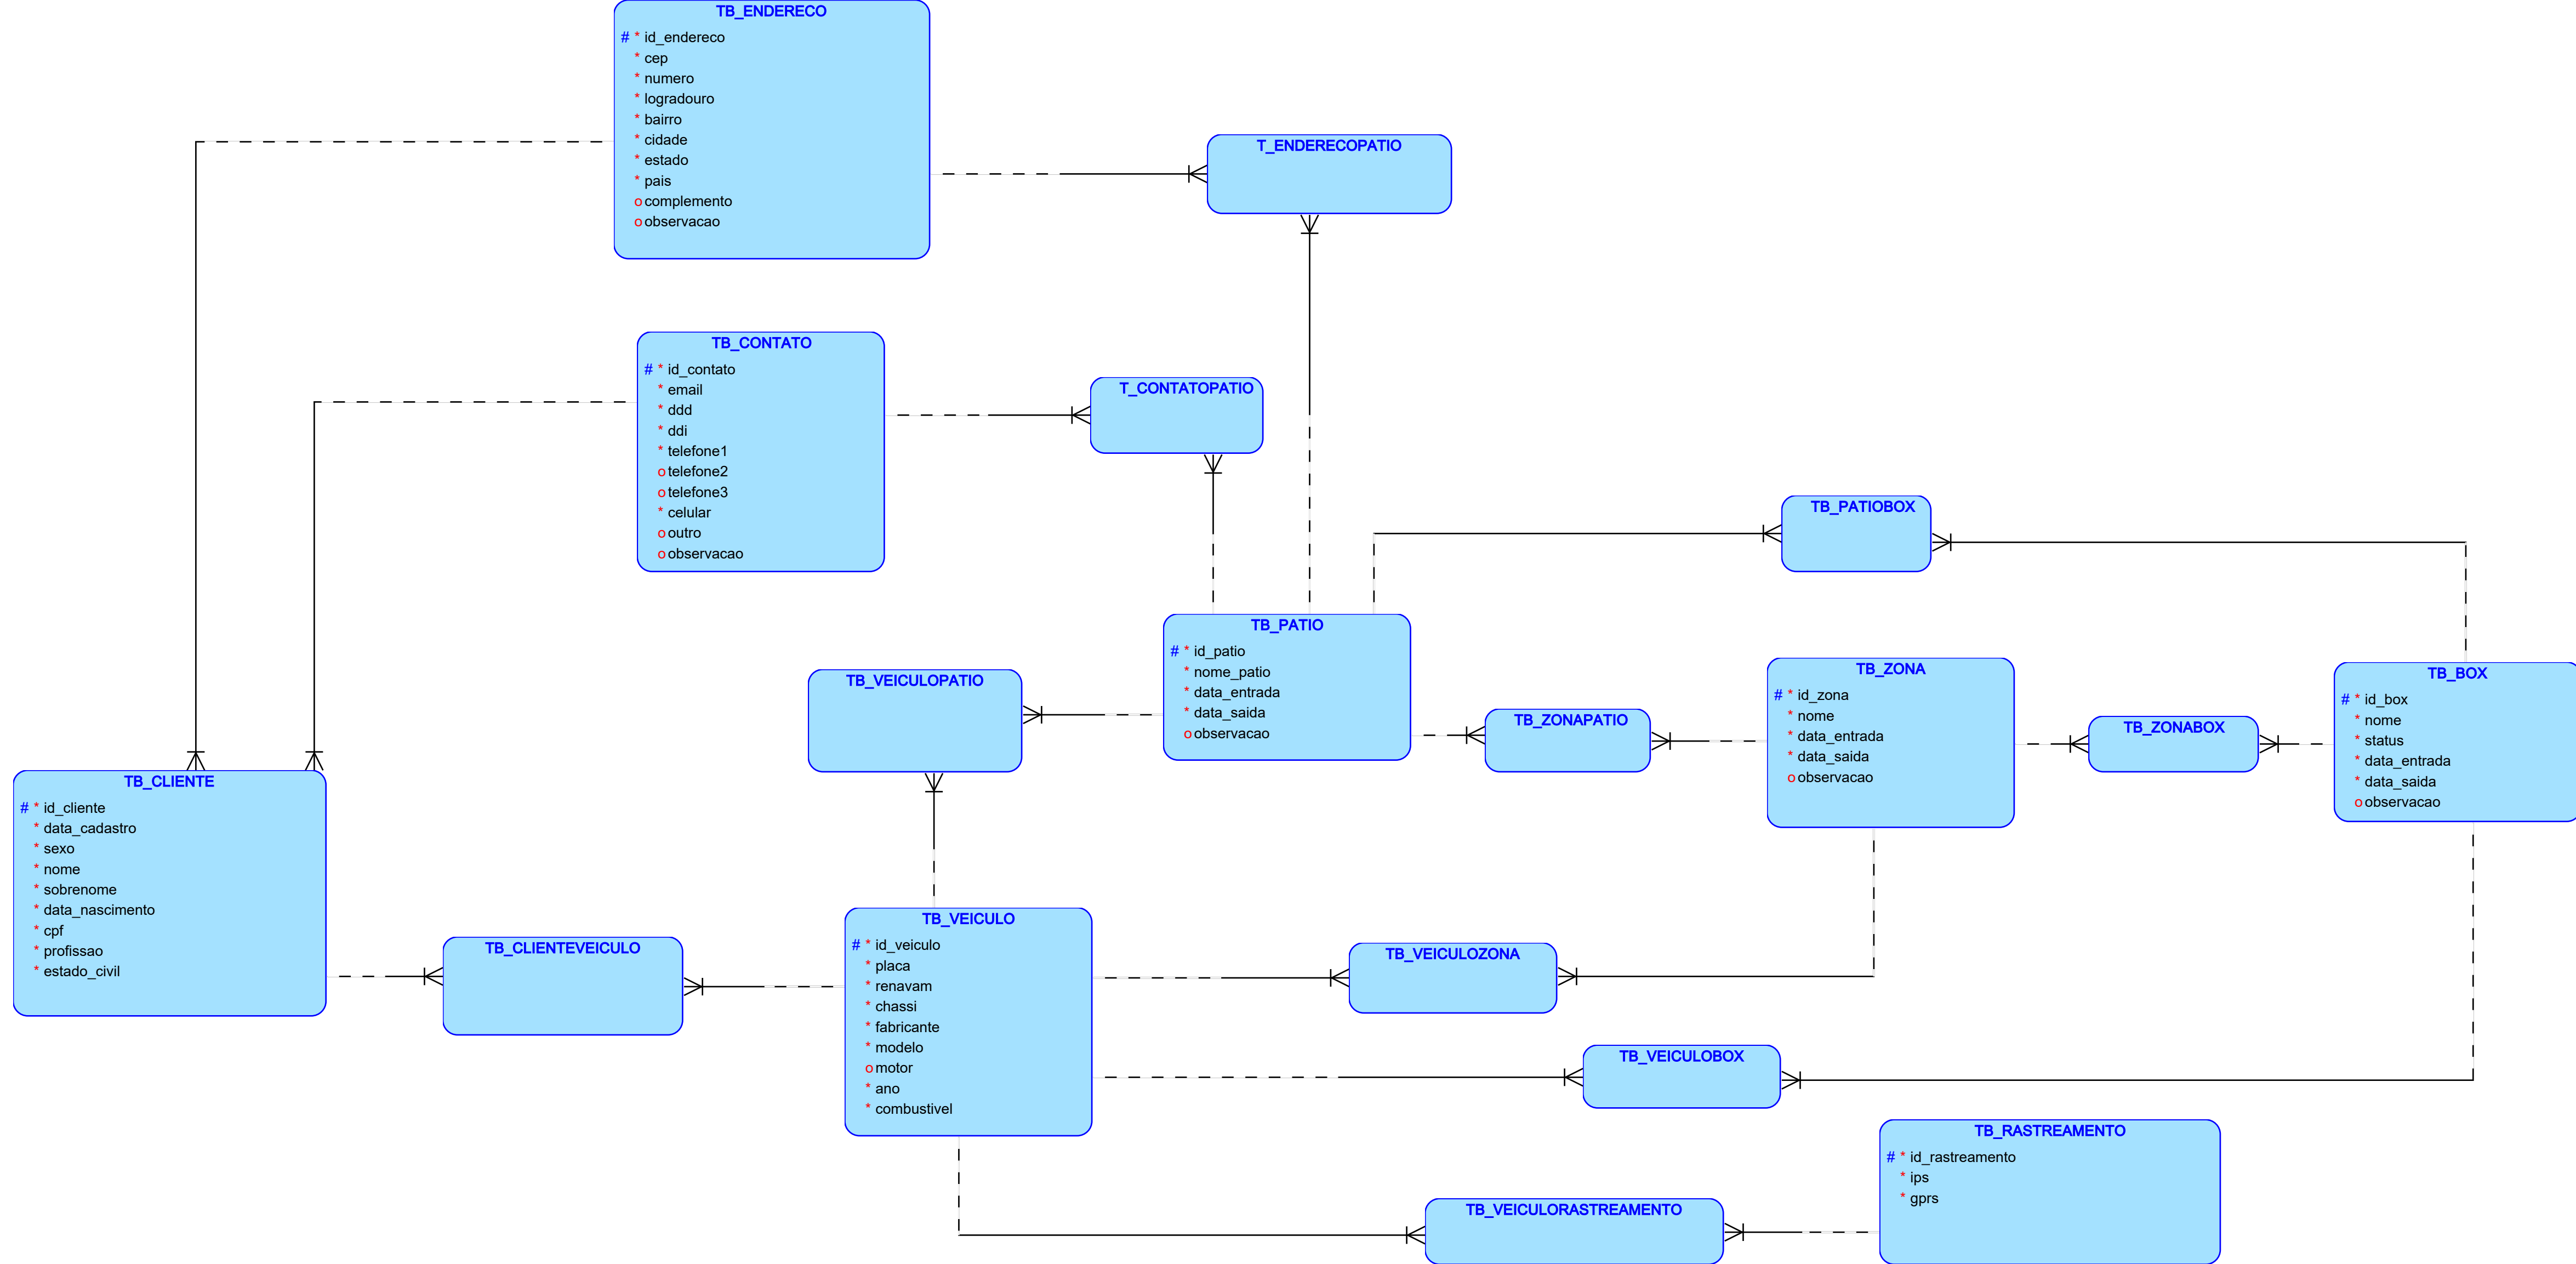 TB_ENDERECO
# * id_endereco
* cep
* numero
* logradouro
* bairro
* cidade
* estado
* pais
o complemento
o observacao
T_ENDERECOPATIO
TB_CONTATO
# * id_contato
* email
* ddd
* ddi
* telefone1
o telefone2
o telefone3
* celular
o outro
o observacao
T_CONTATOPATIO
TB_PATIOBOX
TB_PATIO
# * id_patio
* nome_patio
* data_entrada
* data_saida
o observacao
TB_VEICULOPATIO
TB_ZONAPATIO
TB_ZONA
# * id_zona
* nome
* data_entrada
* data_saida
o observacao
TB_ZONABOX
TB_BOX
# * id_box
* nome
* status
* data_entrada
* data_saida
o observacao
TB_CLIENTE
# * id_cliente
* data_cadastro
* sexo
* nome
* sobrenome
* data_nascimento
* cpf
* profissao
* estado_civil
TB_CLIENTEVEICULO
TB_VEICULO
# * id_veiculo
* placa
* renavam
* chassi
* fabricante
* modelo
o motor
* ano
* combustivel
TB_VEICULOZONA
TB_VEICULOBOX
TB_RASTREAMENTO
# * id_rastreamento
* ips
* gprs
TB_VEICULORASTREAMENTO